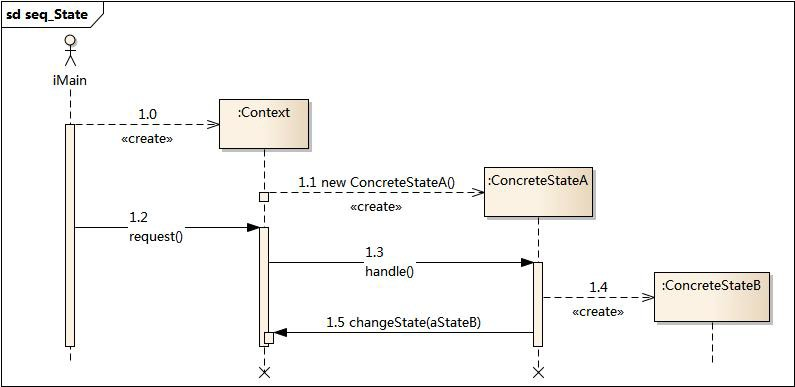 sd seq_State
iMain
1.0
«create»
:Context
1.1 new ConcreteStateA()
«create»
:ConcreteStateA
1.2
request()
1.3
handle()
1.4
«create»
:ConcreteStateB
1.5 changeState(aStateB)